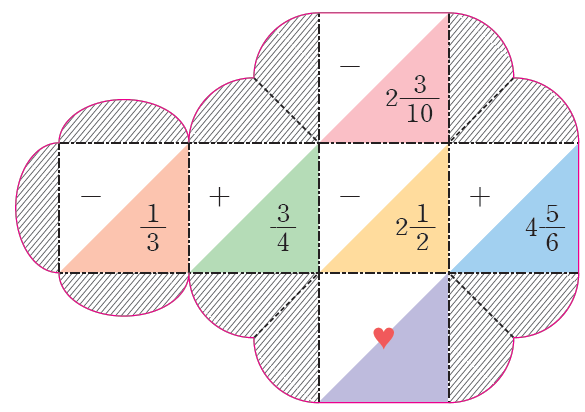 −
2 3/10
− + − +
1/3 3/4 2 1/2 4 5/6
♥